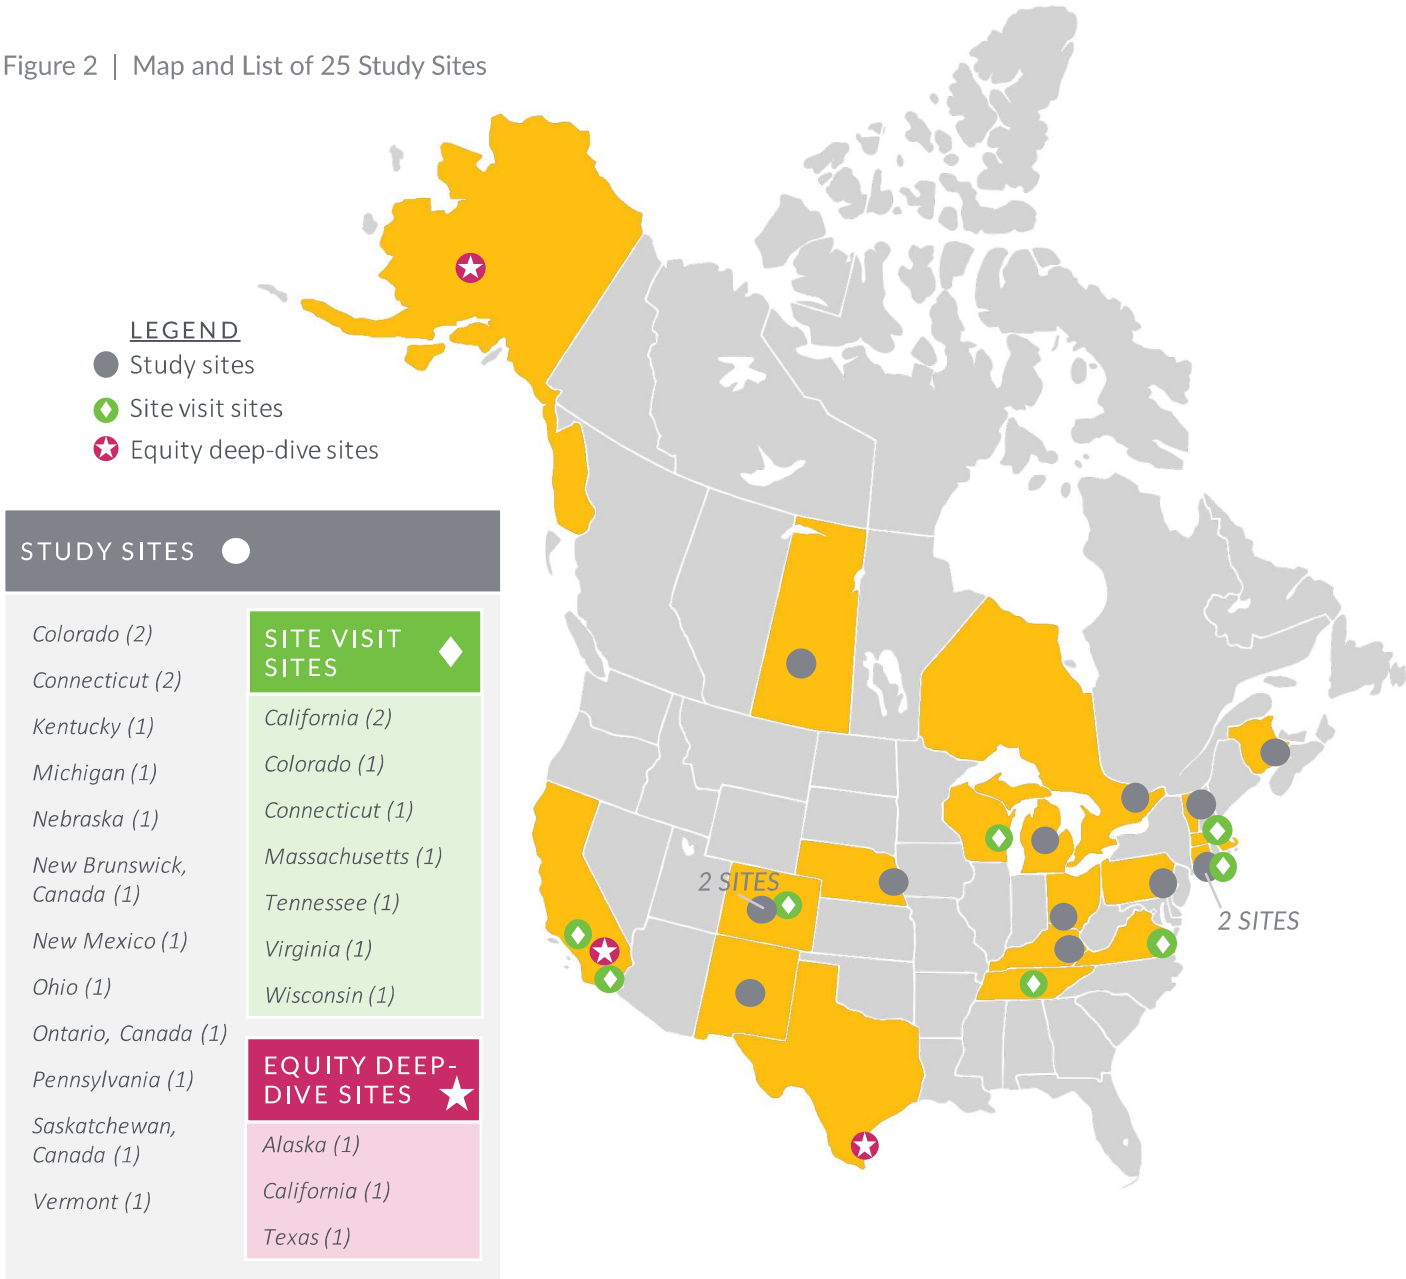 Figure 2 | Map and List of 25 Study Sites
LEGEND
Study sites
Site visit sites
Equity deep-dive sites
STUDY SITES
Colorado (2)
Connecticut (2)
Kentucky (1)
Michigan (1)
Nebraska (1)
New Brunswick,
Canada (1)
New Mexico (1)
Ohio (1)
Ontario, Canada (1)
Pennsylvania (1)
Saskatchewan,
Canada (1)
Vermont (1)
SITE VISIT
SITES
California (2)
Colorado (1)
Connecticut (1)
Massachusetts (1)
Tennessee (1)
Virginia (1)
Wisconsin (1)
EQUITY DEEP-
DIVE SITES
Alaska (1)
California (1)
Texas (1)
2 SITES
2 SITES